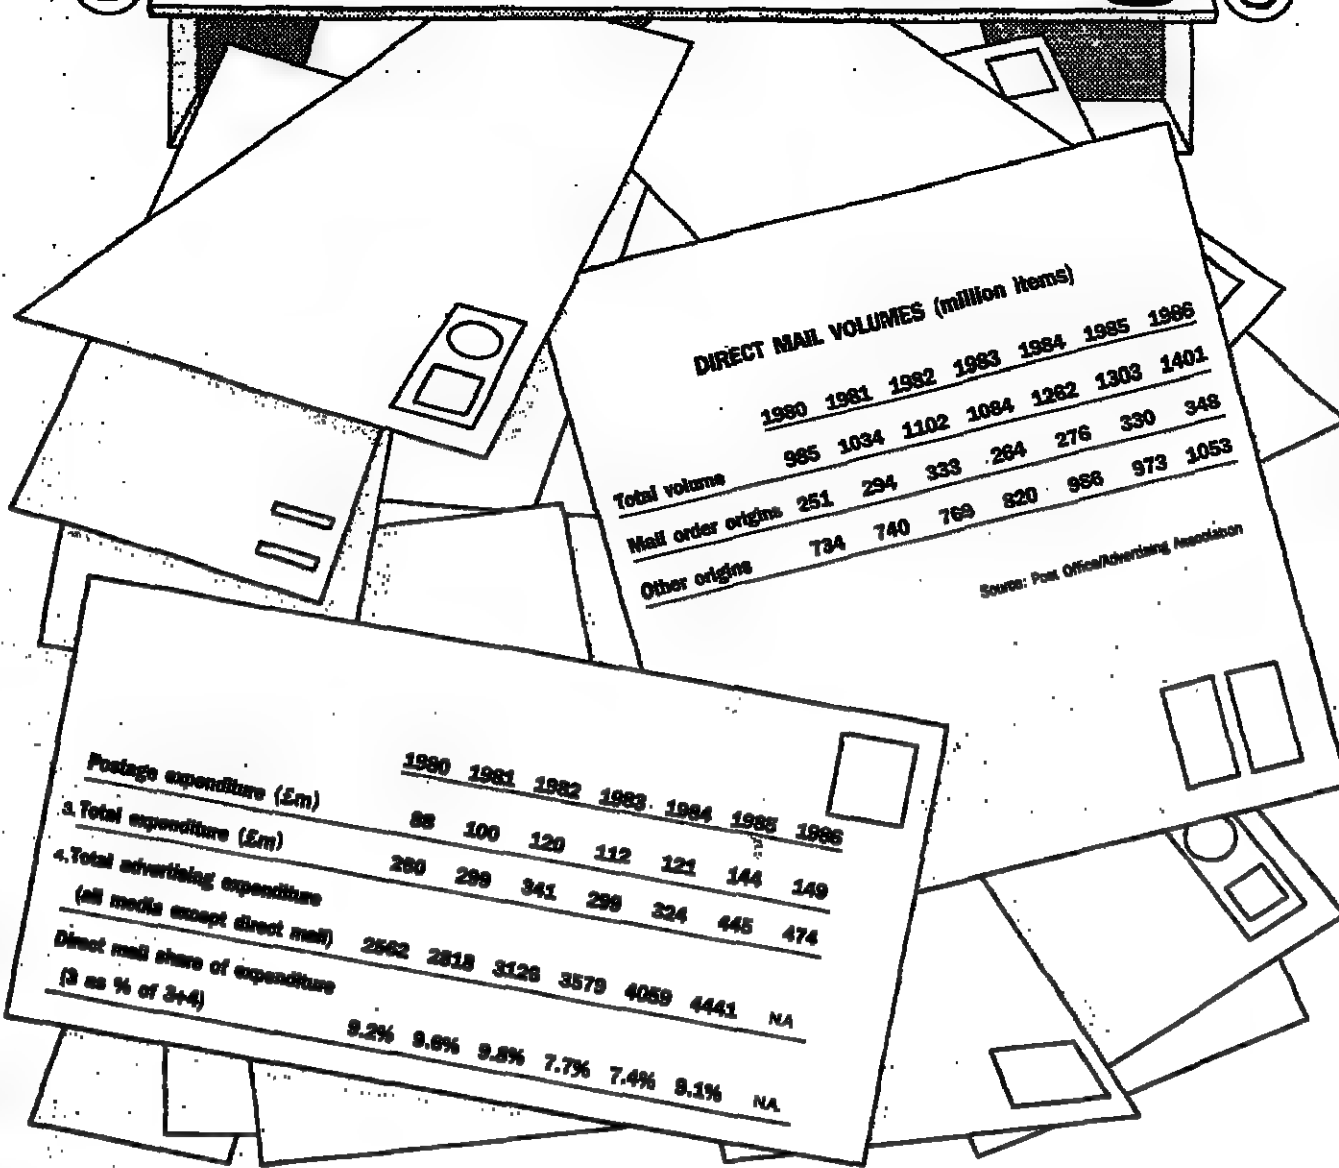 DIRECT MAIL VOLUMES (million items)
1980 1981 1982 1983 1984 1985 1986
Total volume 985 1034 1102 1084 1262 1303 1401
Mail order origins 251 294 333 264 276 330 348
Other origins 734 740 769 820 986 973 1053
Source: Post Office/Advertising Association
1980 1981 1982 1983 1984 1985 1986
Postage expenditure (£m) 88 100 120 112 121 144 149
3. Total expenditure (£m) 260 299 341 299 324 445 474
4. Total advertising expenditure
(all media except direct mail) 2562 2818 3126 3579 4059 4441 NA
Direct mail share of expenditure
(3 as % of 3+4) 9.2% 9.6% 9.8% 7.7% 7.4% 9.1% NA